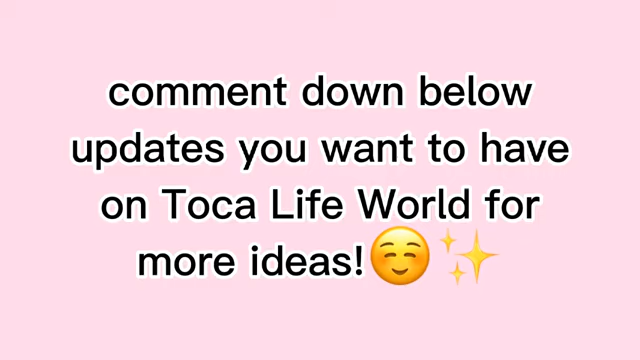 comment down below
updates you want to have
on Toca Life World for
more ideas!☺️✨